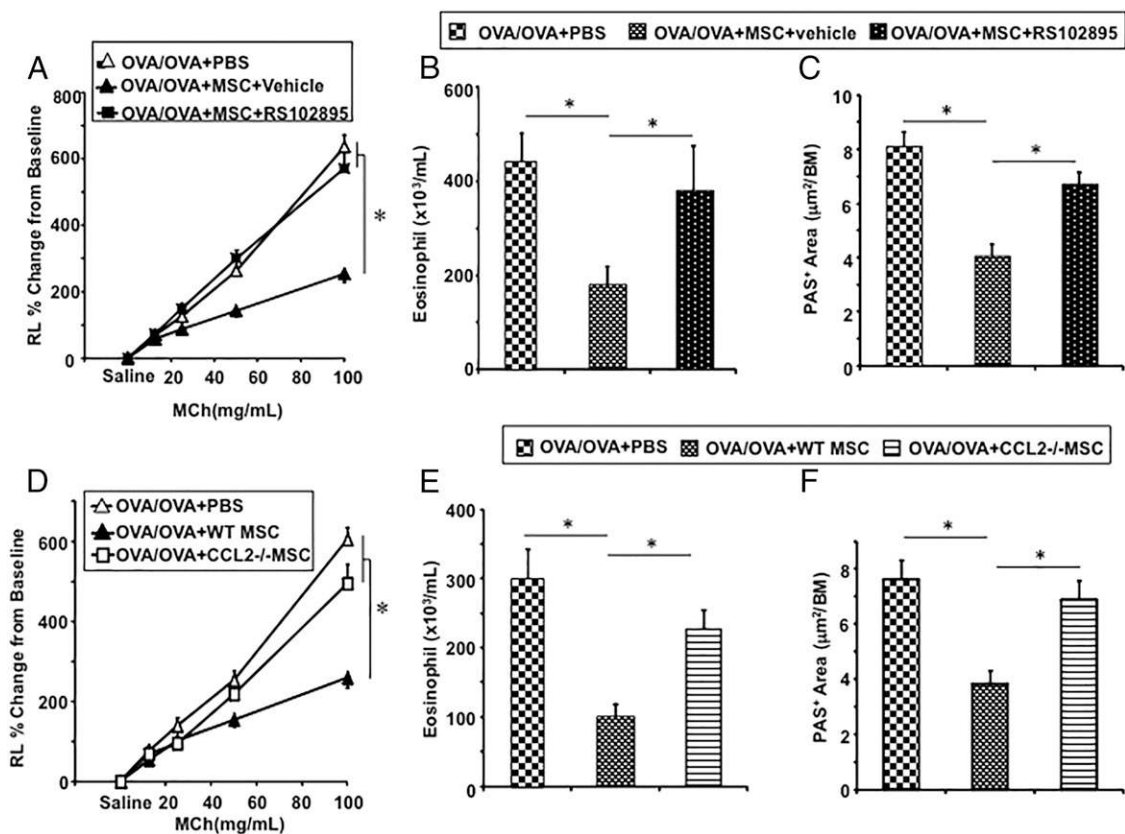 OVA/OVA+PBS OVA/OVA+MSC+vehicle OVA/OVA+MSC+RS102895
A
OVA/OVA+PBS
OVA/OVA+MSC+Vehicle
OVA/OVA+MSC+RS102895
RL % Change from Baseline
800
600
400
200
0
Saline 20 40 60 80 100
MCh(mg/mL)
*
B
Eosinophil (x10³/mL)
600
400
200
0
* *
C
PAS⁺ Area (μm²/BM)
10
8
6
4
2
0
* *
OVA/OVA+PBS OVA/OVA+WT MSC OVA/OVA+CCL2-/-MSC
D
OVA/OVA+PBS
OVA/OVA+WT MSC
OVA/OVA+CCL2-/-MSC
RL % Change from Baseline
600
400
200
0
Saline 20 40 60 80 100
MCh(mg/mL)
*
E
Eosinophil (x10³/mL)
400
300
200
100
0
* *
F
PAS⁺ Area (μm²/BM)
8
6
4
2
0
* *